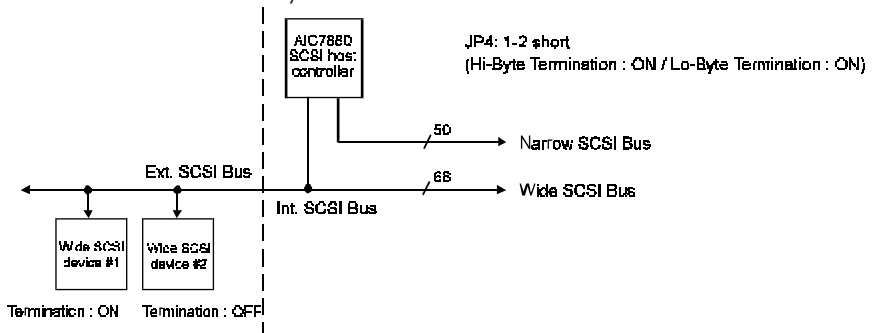 AIC7880
SCSI host
controller
JP4: 1-2 short
(Hi-Byte Termination : ON / Lo-Byte Termination : ON)
50
Narrow SCSI Bus
Ext. SCSI Bus
68
Wide SCSI Bus
Int. SCSI Bus
Wide SCSI
device #1
Wide SCSI
device #2
Termination : ON
Termination : OFF